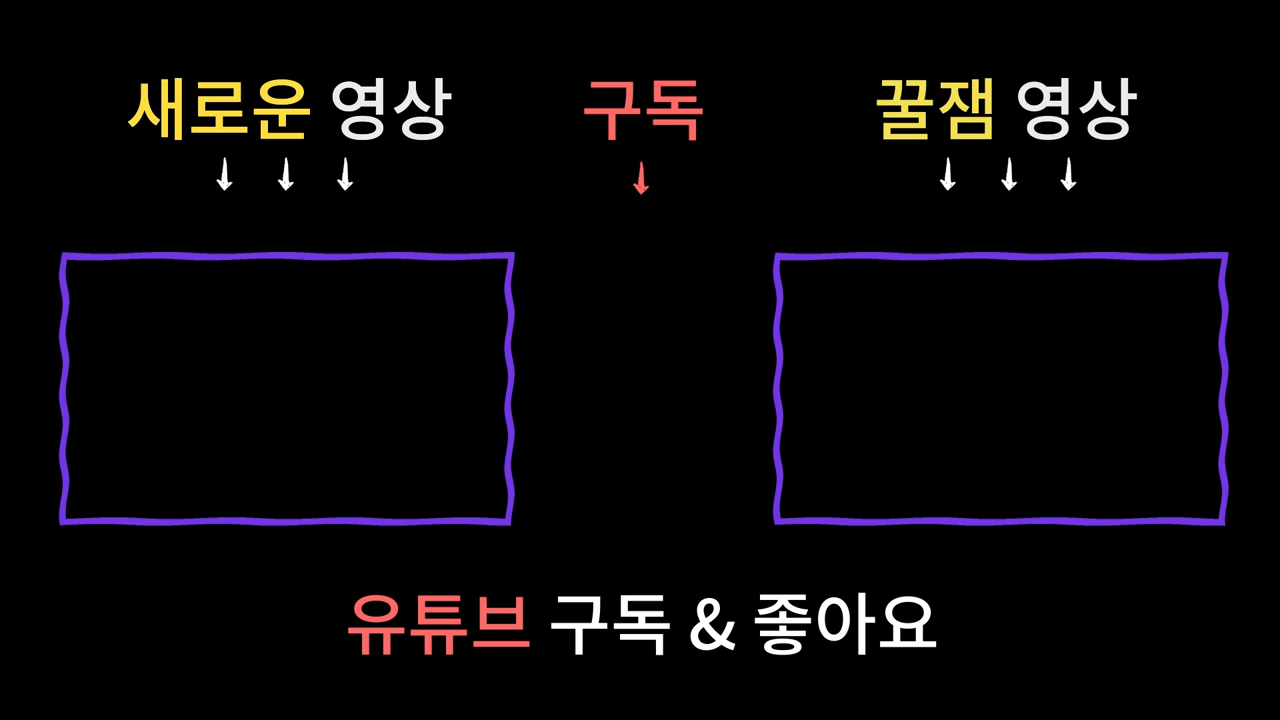 새로운 영상
구독
꿀잼 영상
유튜브 구독 & 좋아요